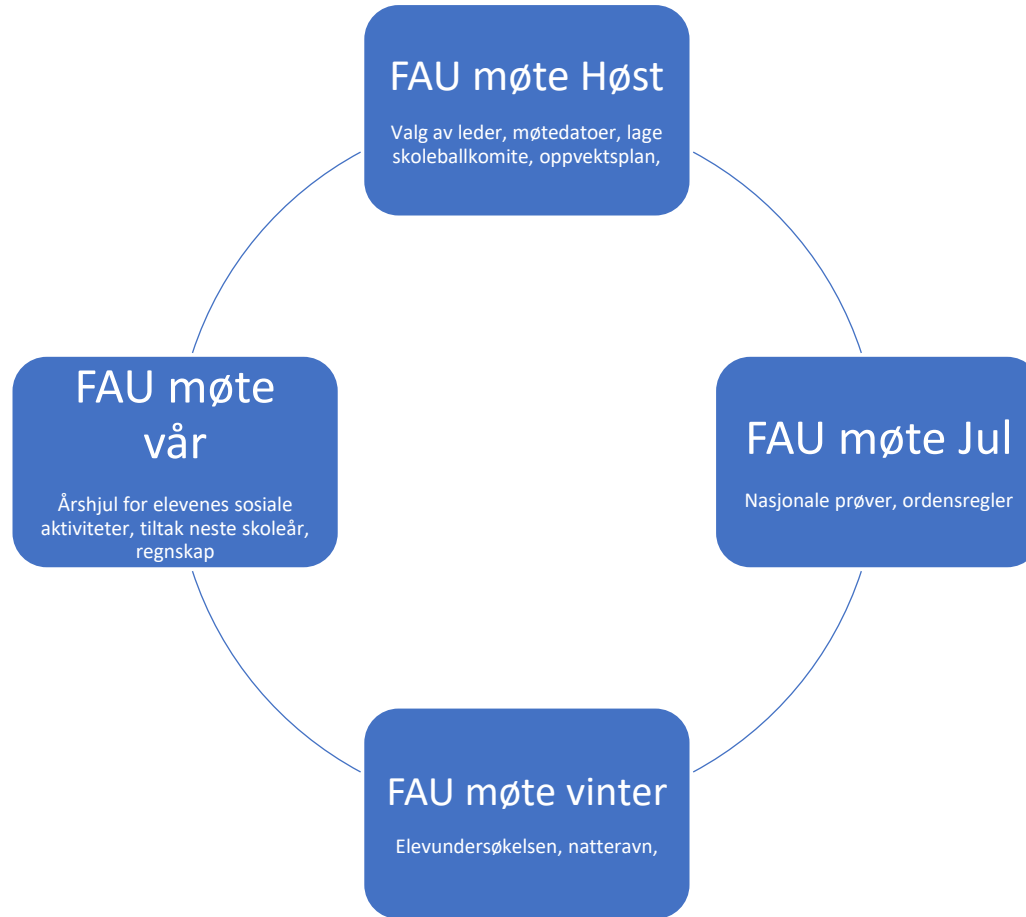 FAU møte Høst
Valg av leder, møtedatoer, lage
skoleballkomite, oppvektsplan,
FAU møte Jul
Nasjonale prøver, ordensregler
FAU møte vinter
Elevundersøkelsen, natteravn,
FAU møte
vår
Årshjul for elevenes sosiale
aktiviteter, tiltak neste skoleår,
regnskap